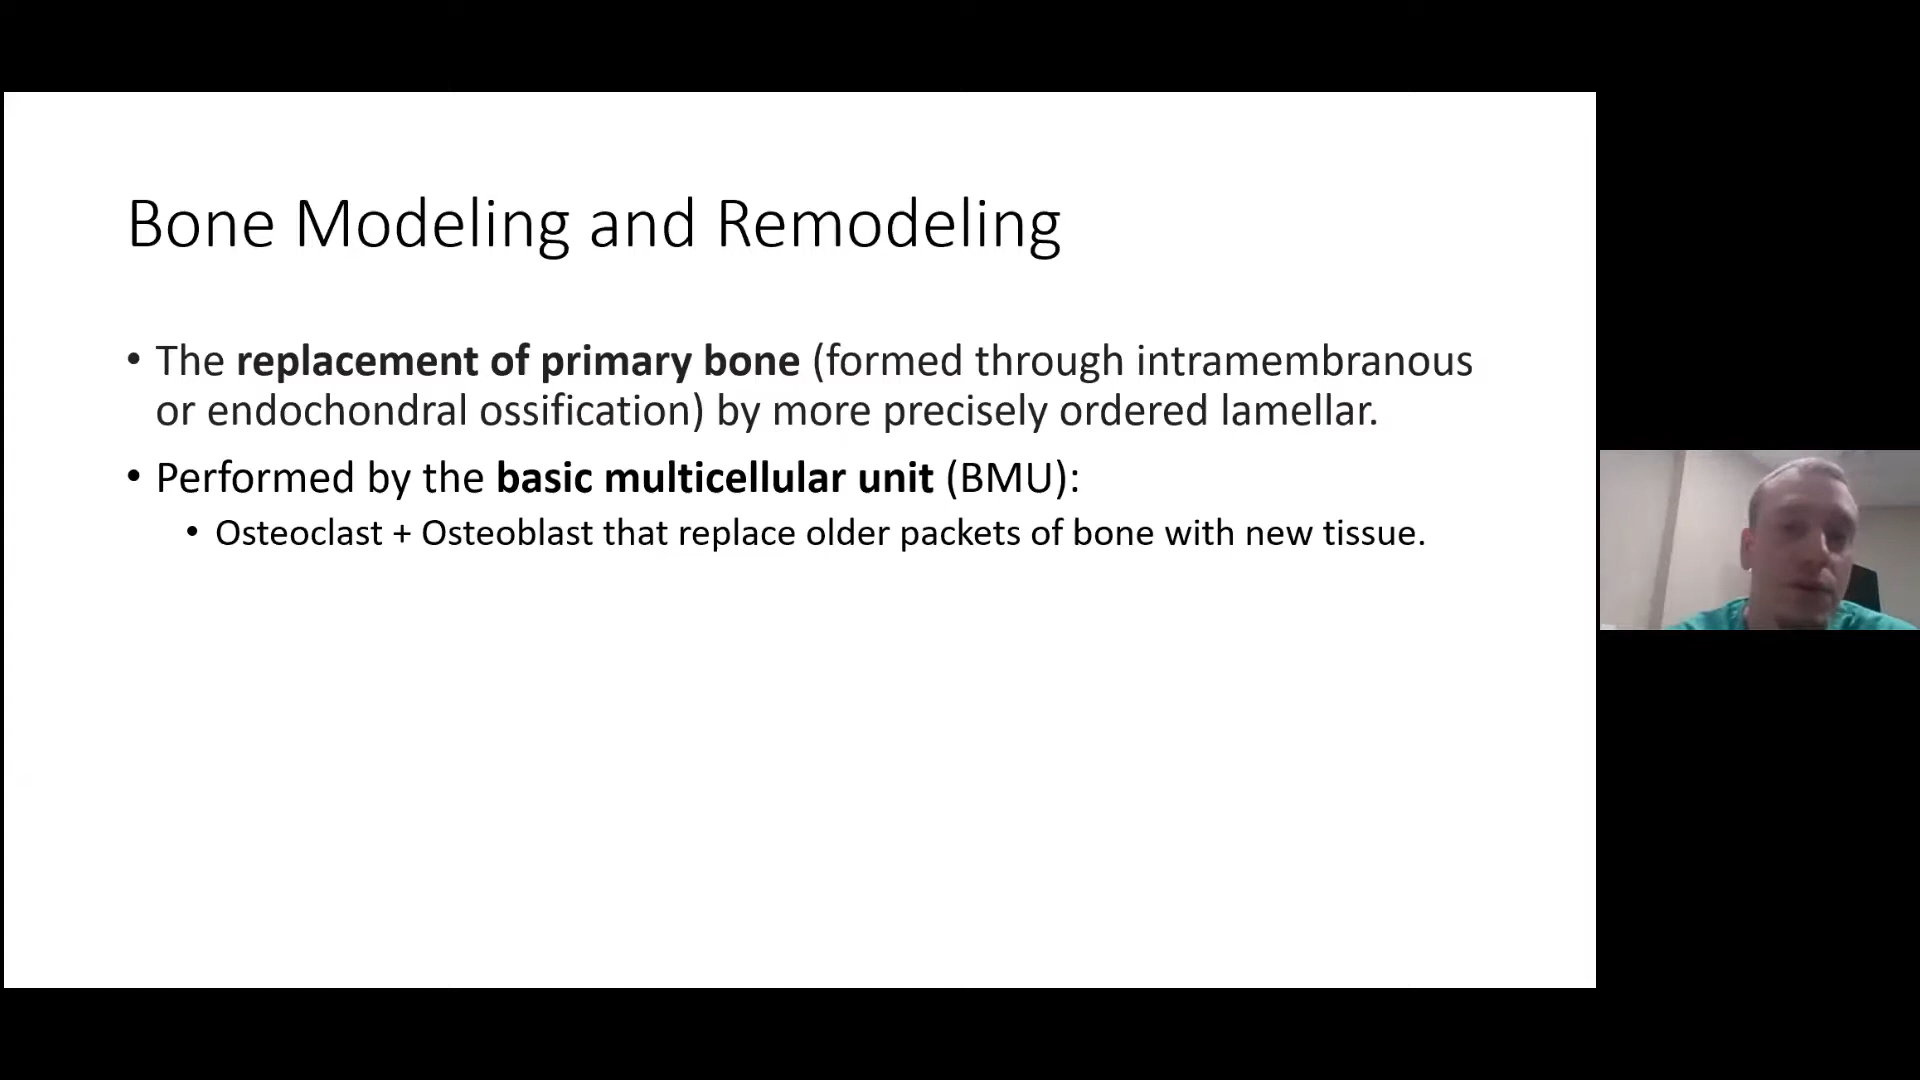 Bone Modeling and Remodeling
• The replacement of primary bone (formed through intramembranous
or endochondral ossification) by more precisely ordered lamellar.
• Performed by the basic multicellular unit (BMU):
• Osteoclast + Osteoblast that replace older packets of bone with new tissue.